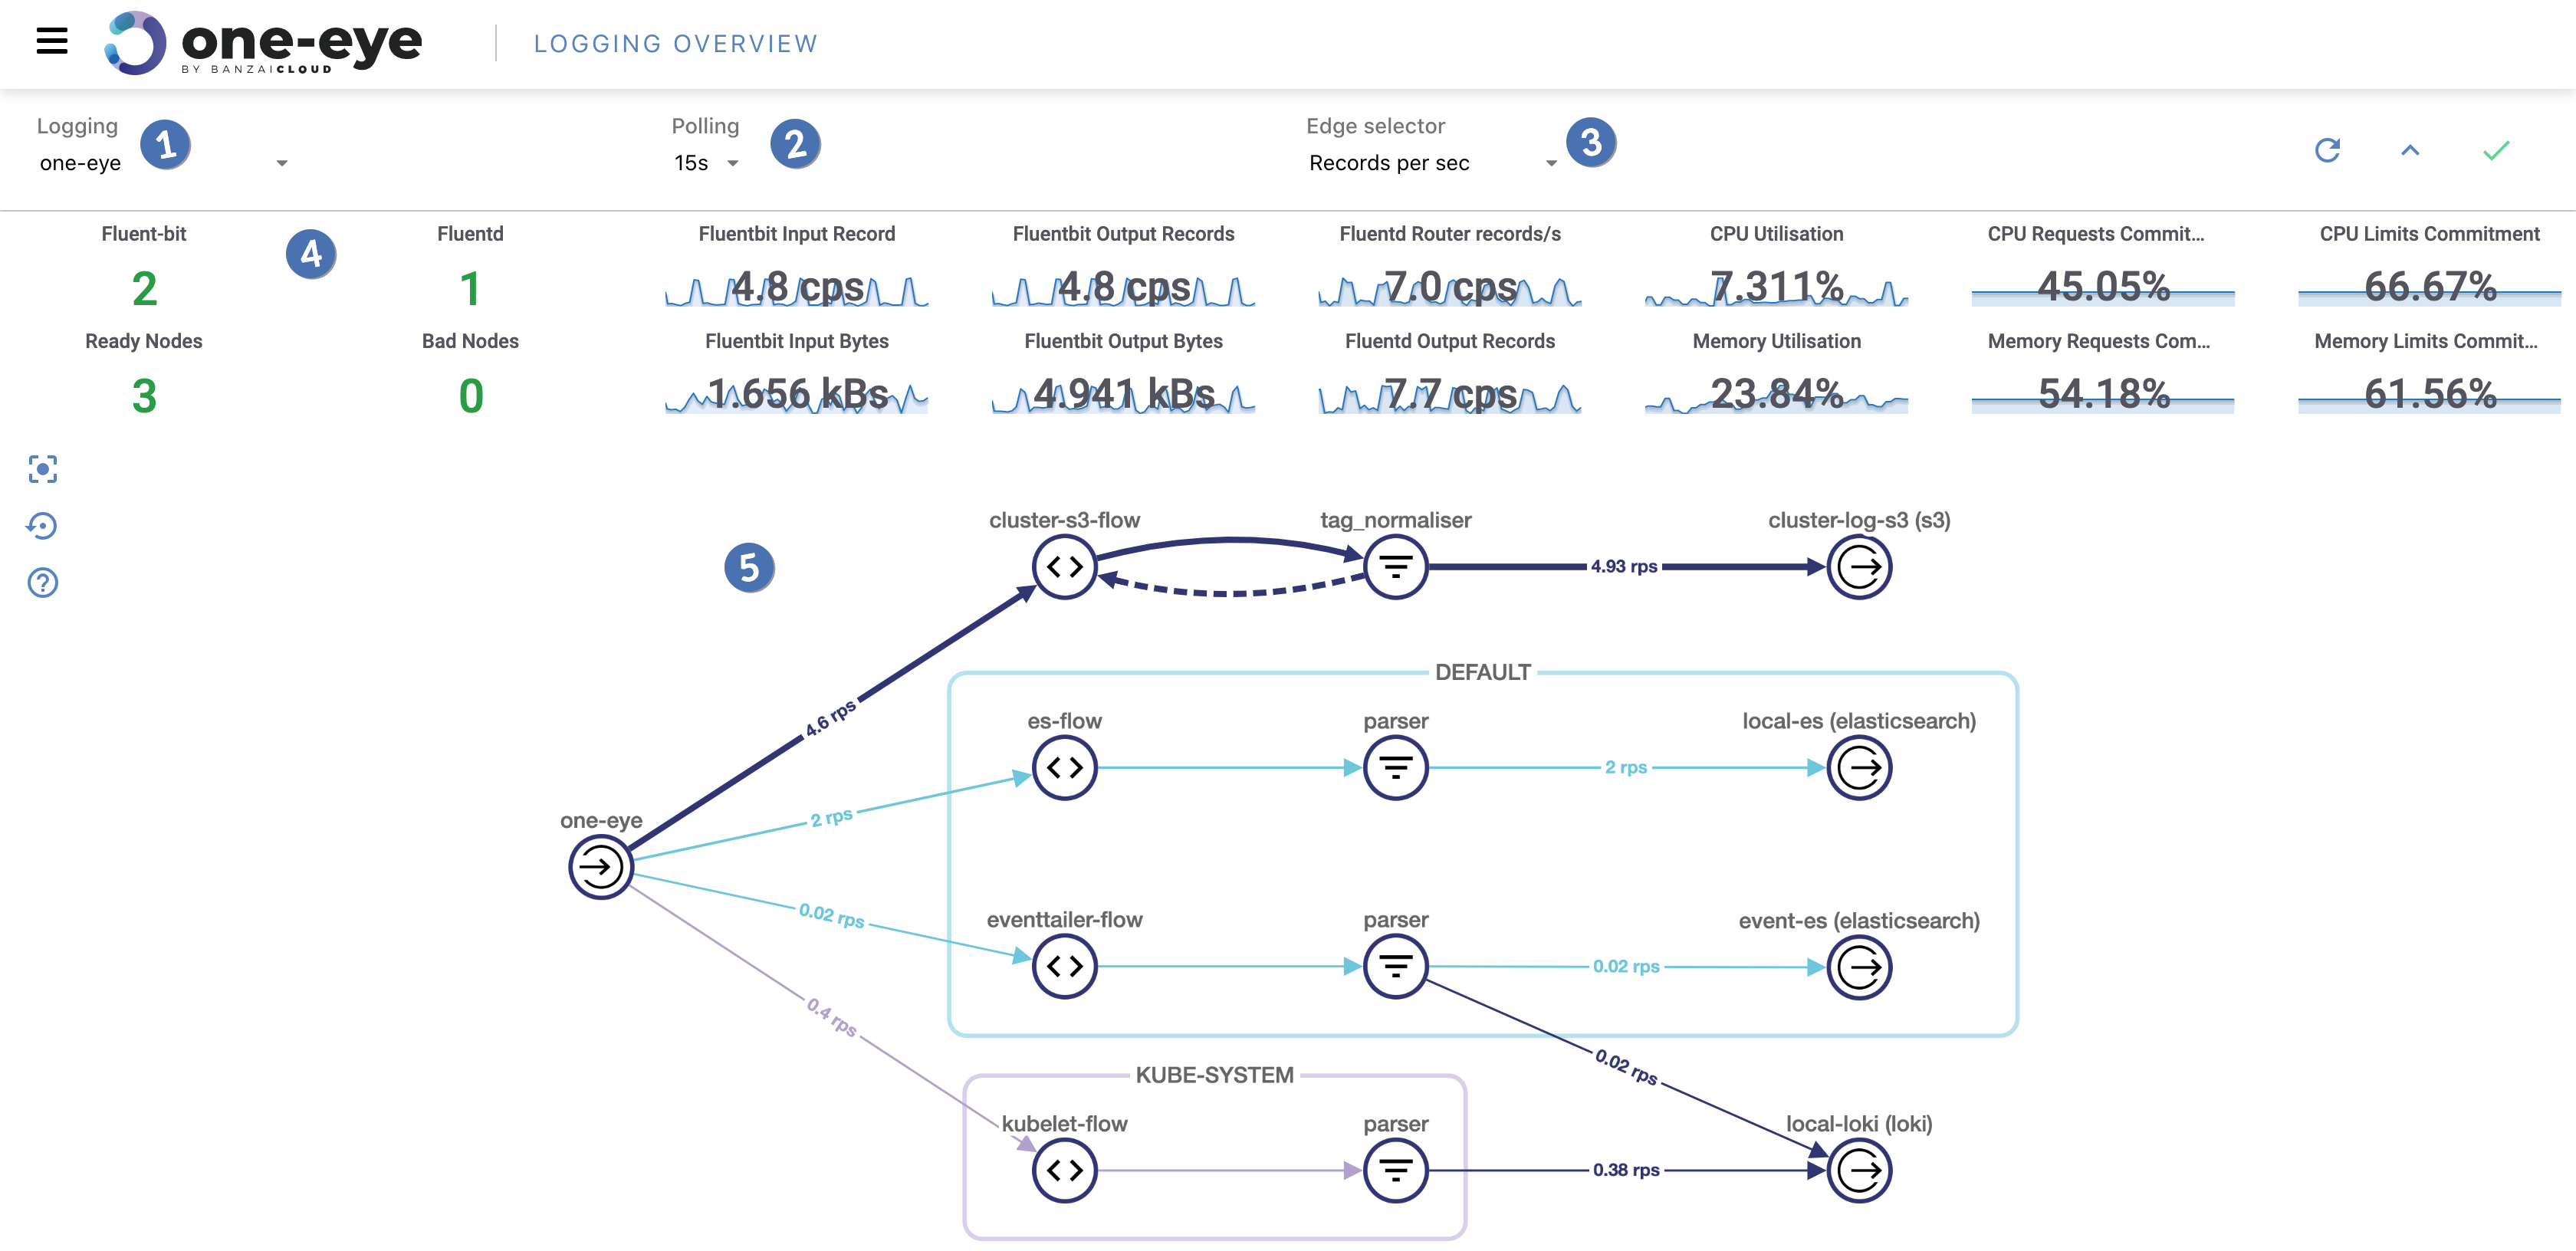 one-eye
BY BANZAICLOUD
LOGGING OVERVIEW
Logging
one-eye
1
Polling
15s
2
Edge selector
Records per sec
3
Fluent-bit
2
4
Fluentd
1
Fluentbit Input Record
4.8 cps
Fluentbit Output Records
4.8 cps
Fluentd Router records/s
7.0 cps
CPU Utilisation
7.311%
CPU Requests Commit...
45.05%
CPU Limits Commitment
66.67%
Ready Nodes
3
Bad Nodes
0
Fluentbit Input Bytes
1.656 kBs
Fluentbit Output Bytes
4.941 kBs
Fluentd Output Records
7.7 cps
Memory Utilisation
23.84%
Memory Requests Com...
54.18%
Memory Limits Commit...
61.56%
5
cluster-s3-flow
tag_normaliser
cluster-log-s3 (s3)
4.93 rps
4.6 rps
DEFAULT
es-flow
parser
local-es (elasticsearch)
2 rps
2 rps
one-eye
0.02 rps
eventtailer-flow
parser
event-es (elasticsearch)
0.02 rps
0.4 rps
0.02 rps
KUBE-SYSTEM
kubelet-flow
parser
local-loki (loki)
0.38 rps